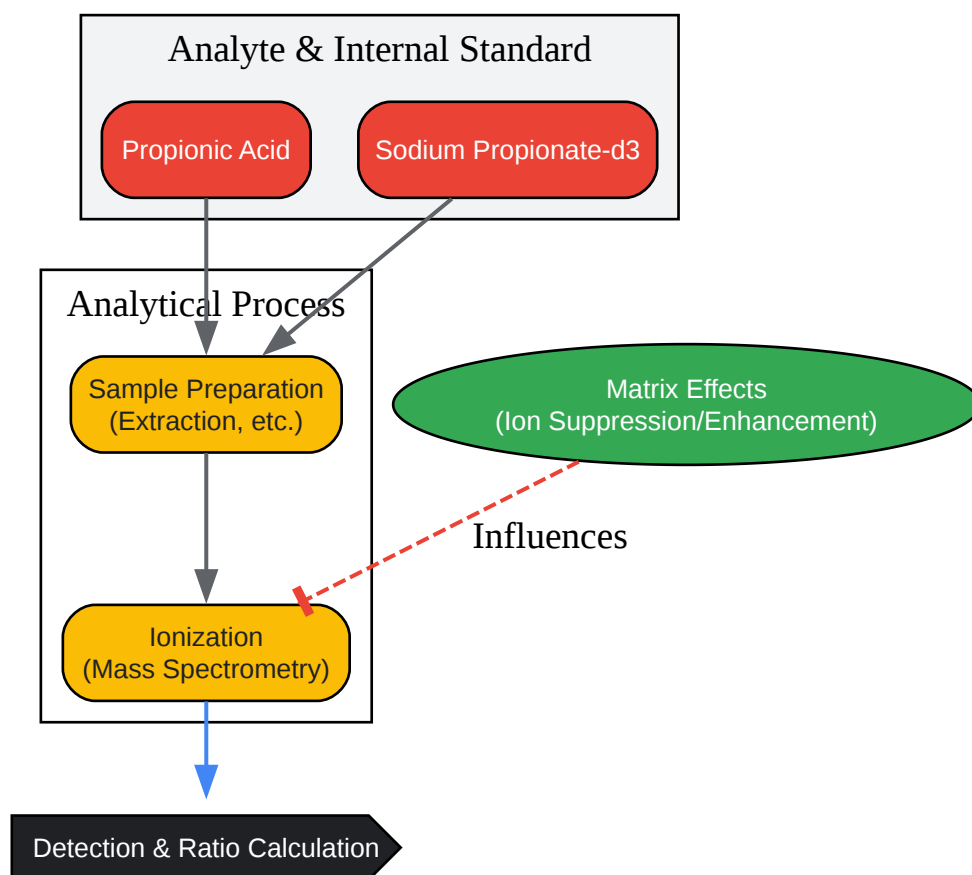 Analyte & Internal Standard
Propionic Acid
Sodium Propionate-d3
Analytical Process
Sample Preparation
(Extraction, etc.)
Matrix Effects
(Ion Suppression/Enhancement)
Influences
Ionization
(Mass Spectrometry)
Detection & Ratio Calculation